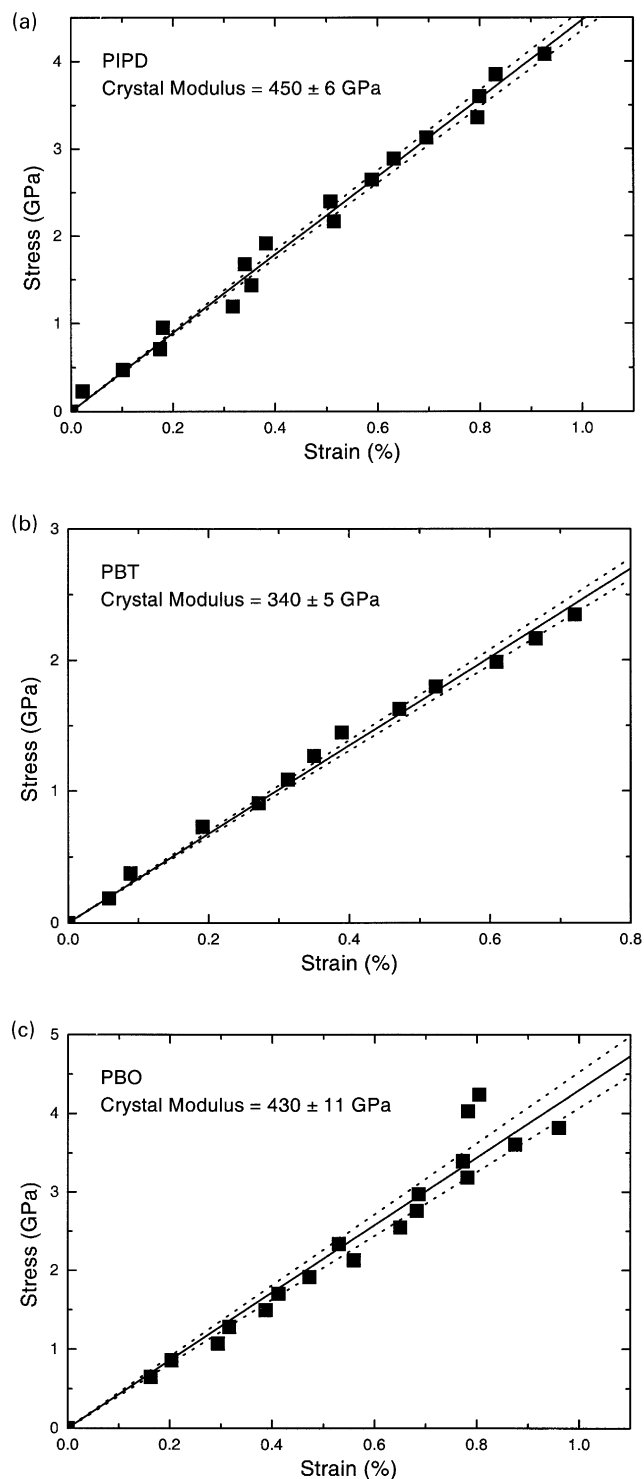 (a)
PIPD
Crystal Modulus = 450 ± 6 GPa
4
3
2
1
0
Stress (GPa)
0.0 0.2 0.4 0.6 0.8 1.0
Strain (%)
(b)
PBT
Crystal Modulus = 340 ± 5 GPa
3
2
1
0
Stress (GPa)
0.0 0.2 0.4 0.6 0.8
Strain (%)
(c)
PBO
Crystal Modulus = 430 ± 11 GPa
5
4
3
2
1
0
Stress (GPa)
0.0 0.2 0.4 0.6 0.8 1.0
Strain (%)